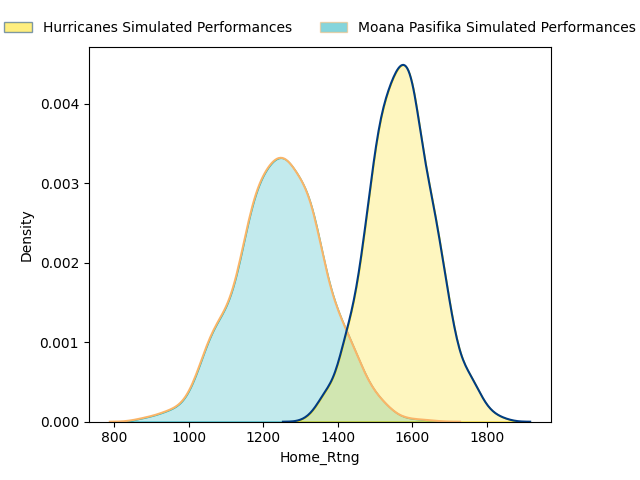 Hurricanes Simulated Performances Moana Pasifika Simulated Performances
0.004
0.003
0.002
0.001
0.000
Density
800 1000 1200 1400 1600 1800
Home_Rtng